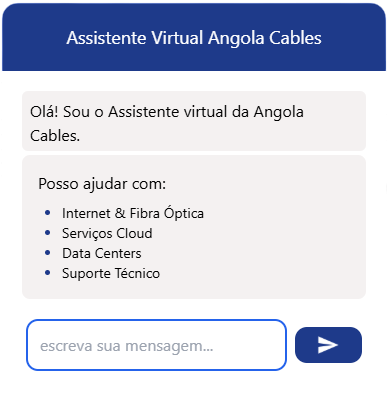 Assistente Virtual Angola Cables
Olá! Sou o Assistente virtual da Angola
Cables.
Posso ajudar com:
Internet & Fibra Óptica
Serviços Cloud
Data Centers
Suporte Técnico
escreva sua mensagem...